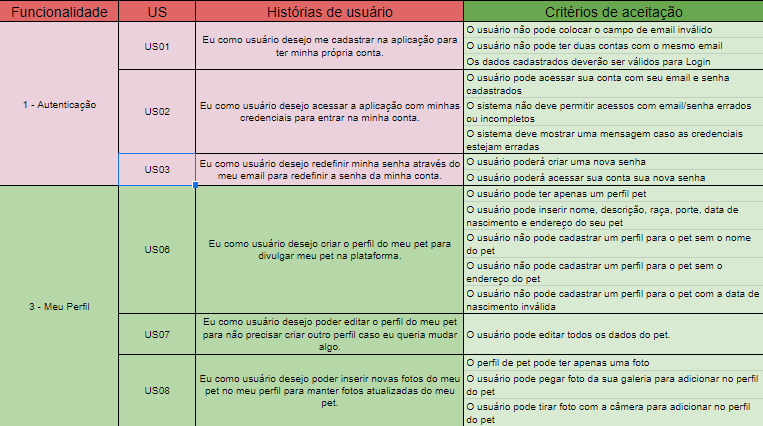 Funcionalidade US Histórias de usuário Critérios de aceitação
1 - Autenticação
US01
Eu como usuário desejo me cadastrar na aplicação para
ter minha própria conta.
O usuário não pode colocar o campo de email inválido
O usuário não pode ter duas contas com o mesmo email
Os dados cadastrados deverão ser válidos para Login
US02
Eu como usuário desejo acessar a aplicação com minhas
credenciais para entrar na minha conta.
O usuário pode acessar sua conta com seu email e senha
cadastrados
O sistema não deve permitir acessos com email/senha errados
ou incompletos
O sistema deve mostrar uma mensagem caso as credenciais
estejam erradas
US03
Eu como usuário desejo redefinir minha senha através do
meu email para redefinir a senha da minha conta.
O usuário poderá criar uma nova senha
O usuário poderá acessar sua conta sua nova senha
3 - Meu Perfil
US06
Eu como usuário desejo criar o perfil do meu pet para
divulgar meu pet na plataforma.
O usuário pode ter apenas um perfil pet
O usuário pode inserir nome, descrição, raça, porte, data de
nascimento e endereço do seu pet
O usuário não pode cadastrar um perfil para o pet sem o nome
do pet
O usuário não pode cadastrar um perfil para o pet sem o
endereço do pet
O usuário não pode cadastrar um perfil para o pet com a data de
nascimento inválida
US07
Eu como usuário desejo poder editar o perfil do meu pet
para não precisar criar outro perfil caso eu queria mudar
algo.
O usuário pode editar todos os dados do pet.
US08
Eu como usuário desejo poder inserir novas fotos do meu
pet no meu perfil para manter fotos atualizadas do meu
pet.
O perfil de pet pode ter apenas uma foto
O usuário pode pegar foto da sua galeria para adicionar no perfil
do pet
O usuário pode tirar foto com a câmera para adicionar no perfil
do pet